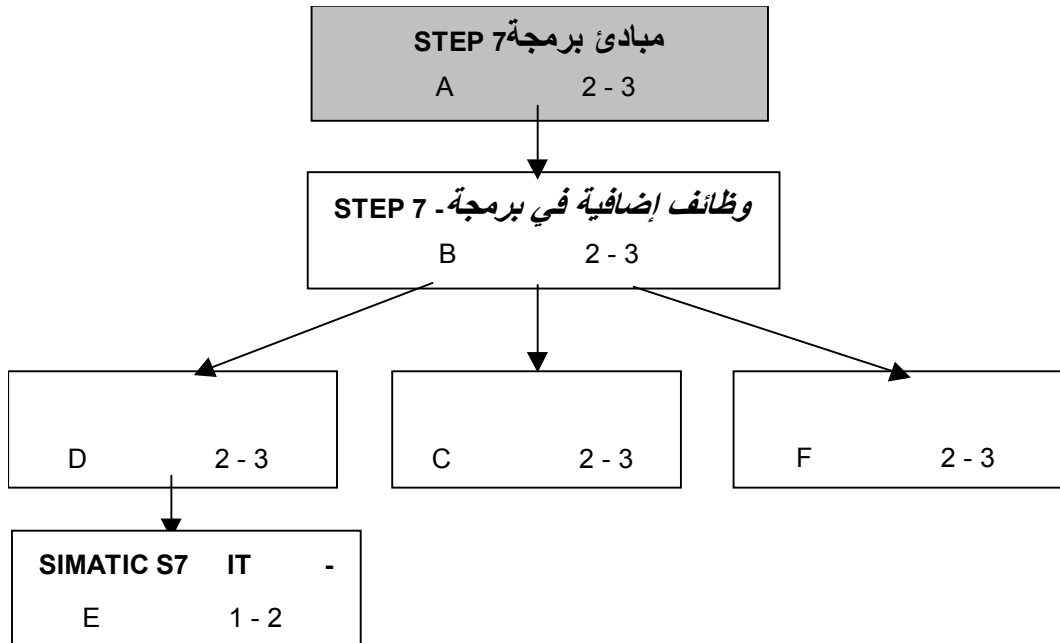 مبادئ برمجة STEP 7
A 2 - 3
وظائف إضافية في برمجة - STEP 7
B 2 - 3
D 2 - 3
C 2 - 3
F 2 - 3
SIMATIC S7 IT -
E 1 - 2